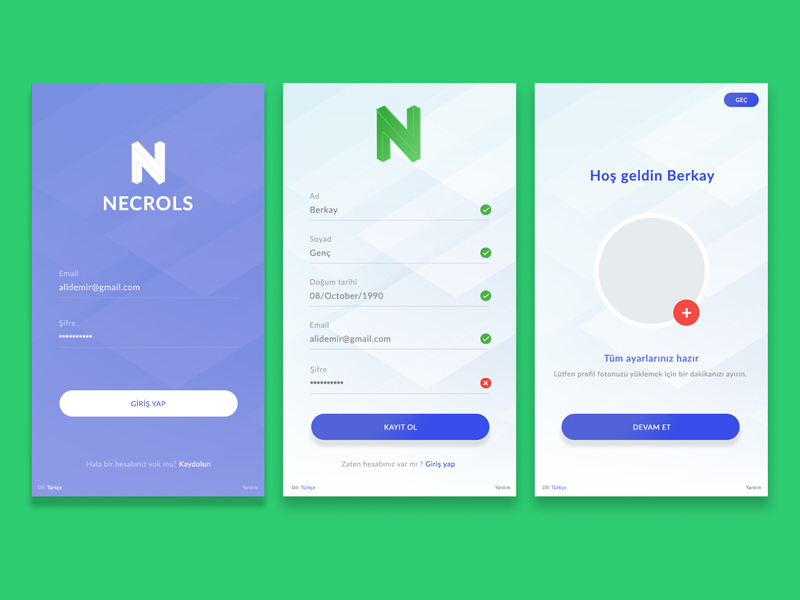 NECROLS
Email
alidemir@gmail.com
Şifre
GİRİŞ YAP
Hala bir hesabınız yok mu? Kaydolun
Dil: Türkçe
Yardım
Ad
Berkay
Soyad
Genç
Doğum tarihi
08/October/1990
Email
alidemir@gmail.com
Şifre
KAYIT OL
Zaten hesabınız var mı ? Giriş yap
Dil: Türkçe
Yardım
GEÇ
Hoş geldin Berkay
Tüm ayarlarınız hazır
Lütfen profil fotonuzu yüklemek için bir dakikanızı ayırın.
DEVAM ET
Dil: Türkçe
Yardım